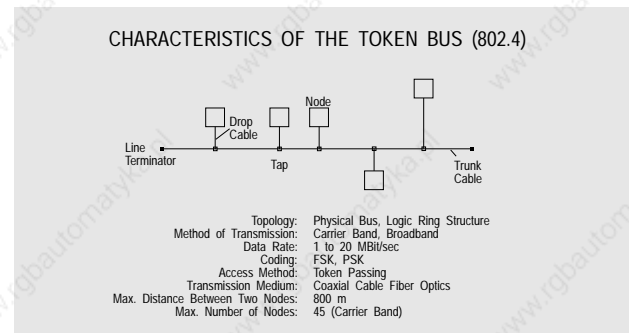 CHARACTERISTICS OF THE TOKEN BUS (802.4)
Node
Drop
Cable
Line
Terminator
Tap
Trunk
Cable
Topology: Physical Bus, Logic Ring Structure
Method of Transmission: Carrier Band, Broadband
Data Rate: 1 to 20 MBit/sec
Coding: FSK, PSK
Access Method: Token Passing
Transmission Medium: Coaxial Cable Fiber Optics
Max. Distance Between Two Nodes: 800 m
Max. Number of Nodes: 45 (Carrier Band)
www.rgbautomatyka.pl